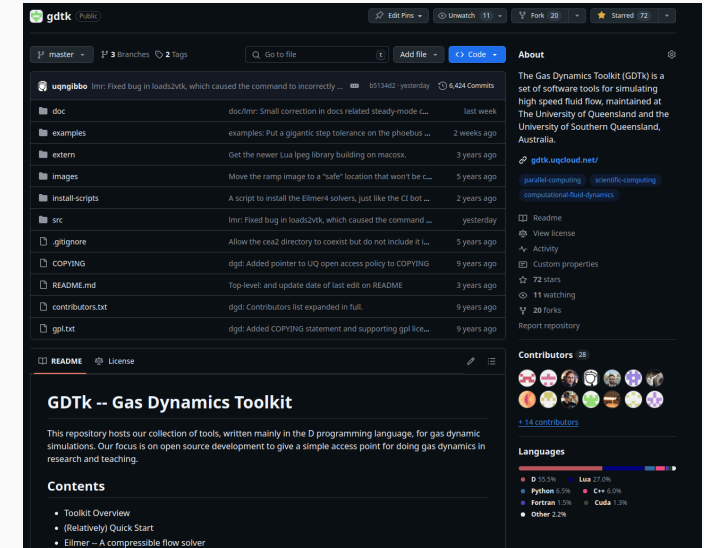 gdtk Public
Edit Pins Unwatch 11 Fork 20 Starred 72
master 3 Branches 2 Tags Go to file t Add file <> Code
uqngibbo lmr: Fixed bug in loads2vtk, which caused the command to incorrectly ... b5134d2 · yesterday 6,424 Commits
doc doc/lmr: Small correction in docs related steady-mode c... last week
examples examples: Put a gigantic step tolerance on the phoebus ... 2 weeks ago
extern Get the newer Lua lpeg library building on macosx. 3 years ago
images Move the ramp image to a "safe" location that won't be c... 5 years ago
install-scripts A script to install the Eilmer4 solvers, just like the CI bot ... 2 years ago
src lmr: Fixed bug in loads2vtk, which caused the command ... yesterday
.gitignore Allow the cea2 directory to coexist but do not include it i... 5 years ago
COPYING dgd: Added pointer to UQ open access policy to COPYING 9 years ago
README.md Top-level: and update date of last edit on README 3 years ago
contributors.txt dgd: Contributors list expanded in full. 9 years ago
gpl.txt dgd: Added COPYING statement and supporting gpl lice... 9 years ago
README License
GDTk -- Gas Dynamics Toolkit
This repository hosts our collection of tools, written mainly in the D programming language, for gas dynamic
simulations. Our focus is on open source development to give a simple access point for doing gas dynamics in
research and teaching.
Contents
• Toolkit Overview
• (Relatively) Quick Start
• Eilmer -- A compressible flow solver
About
The Gas Dynamics Toolkit (GDTk) is a
set of software tools for simulating
high speed fluid flow, maintained at
The University of Queensland and the
University of Southern Queensland,
Australia.
gdtk.uqcloud.net/
parallel-computing scientific-computing
computational-fluid-dynamics
Readme
View license
Activity
Custom properties
72 stars
11 watching
20 forks
Report repository
Contributors 28
+ 14 contributors
Languages
D 55.5% Lua 27.0%
Python 6.5% C++ 6.0%
Fortran 1.5% Cuda 1.3%
Other 2.2%